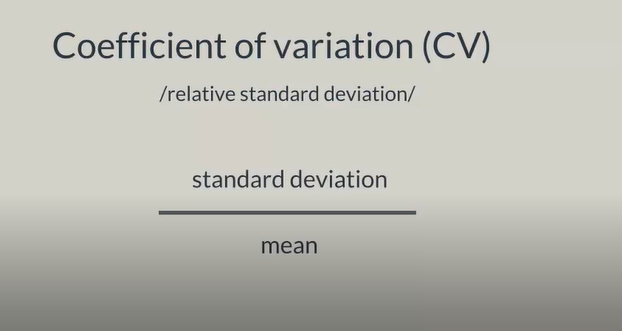 Coefficient of variation (CV)
/relative standard deviation/
standard deviation
mean